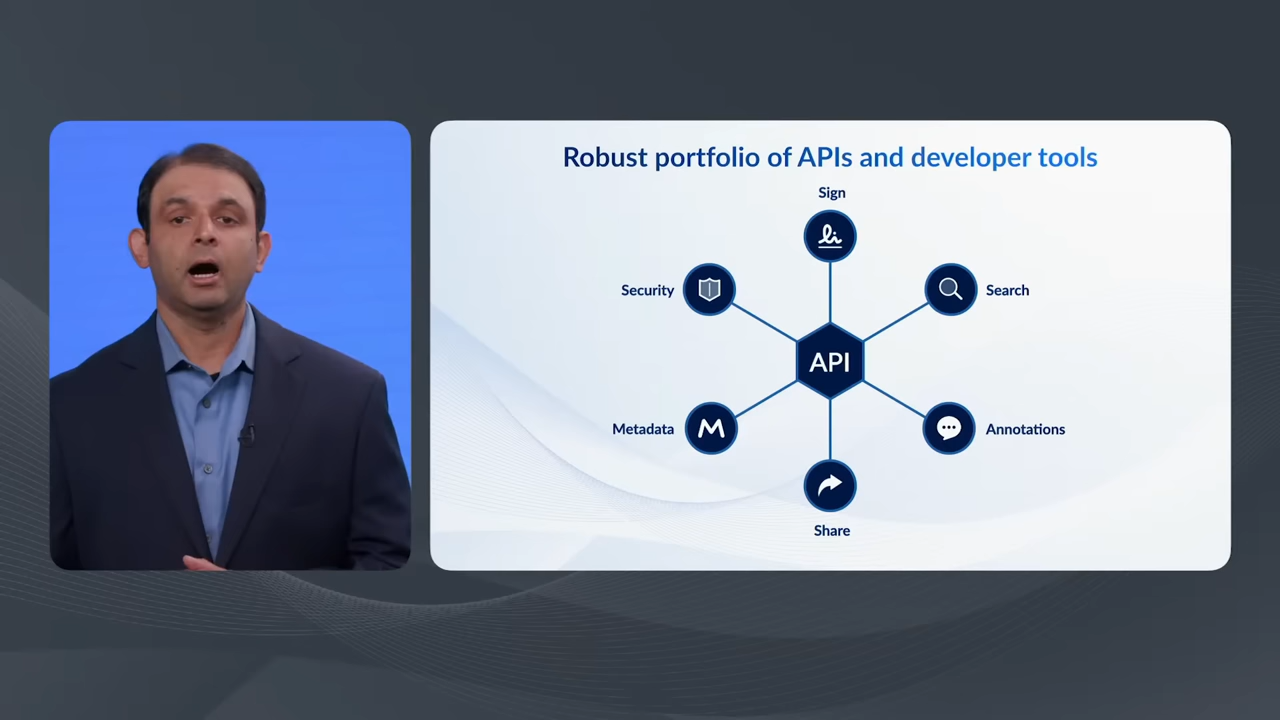 Robust portfolio of APIs and developer tools
Sign
Security
Search
API
Metadata
Annotations
Share